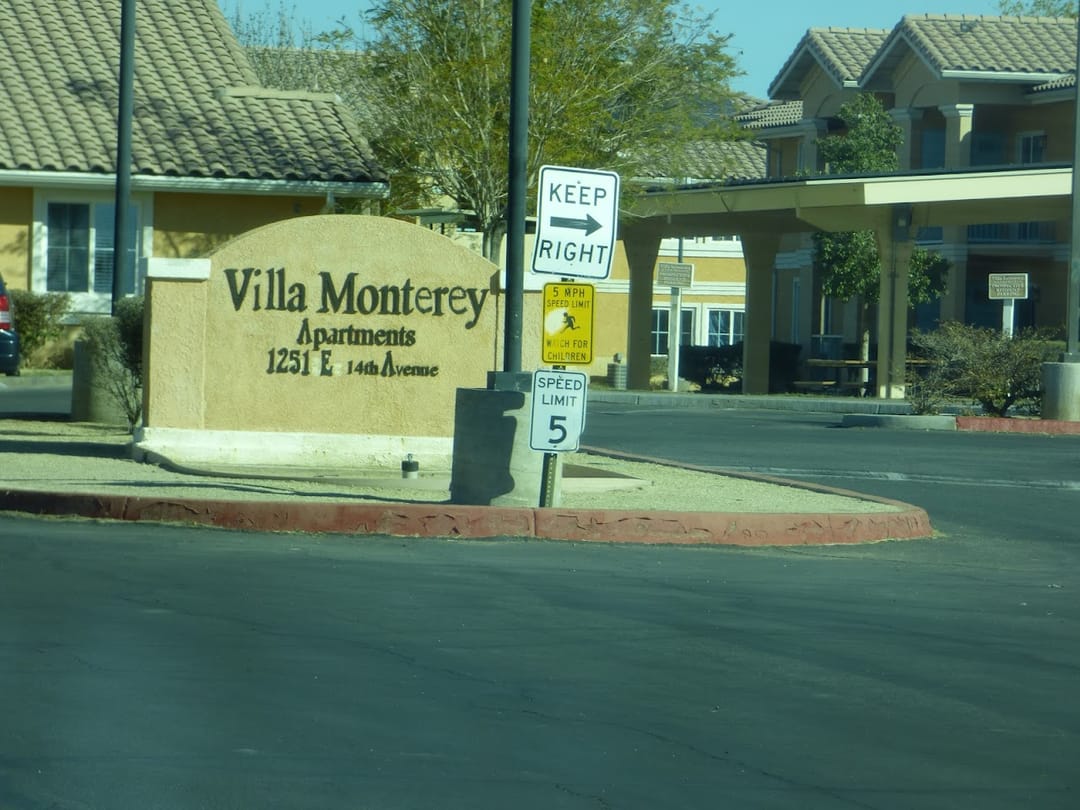 Villa Monterey
Apartments
1251 E 14th Avenue
KEEP
RIGHT
5 MPH
SPEED LIMIT
WATCH FOR
CHILDREN
SPEED
LIMIT
5